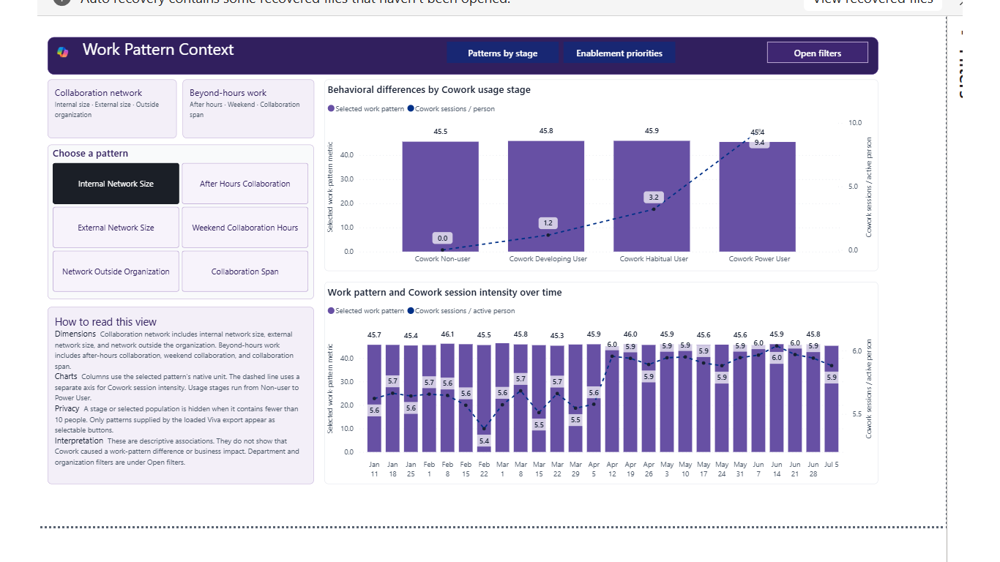 Auto recovery contains some recovered files that haven't been opened.
View recovered files
Work Pattern Context
Patterns by stage
Enablement priorities
Open filters
Filters
Collaboration network
Internal size · External size · Outside
organization
Beyond-hours work
After hours · Weekend · Collaboration
span
Choose a pattern
Internal Network Size
After Hours Collaboration
External Network Size
Weekend Collaboration Hours
Network Outside Organization
Collaboration Span
How to read this view
Dimensions Collaboration network includes internal network size, external
network size, and network outside the organization. Beyond-hours work
includes after-hours collaboration, weekend collaboration, and collaboration
span.
Charts Columns use the selected pattern's native unit. The dashed line uses a
separate axis for Cowork session intensity. Usage stages run from Non-user to
Power User.
Privacy A stage or selected population is hidden when it contains fewer than
10 people. Only patterns supplied by the loaded Viva export appear as
selectable buttons.
Interpretation These are descriptive associations. They do not show that
Cowork caused a work-pattern difference or business impact. Department and
organization filters are under Open filters.
Behavioral differences by Cowork usage stage
Selected work pattern Cowork sessions / person
Selected work pattern metric
40.0
30.0
20.0
10.0
0.0
45.5 45.8 45.9 45.4
0.0 1.2 3.2 9.4
Cowork Non-user Cowork Developing User Cowork Habitual User Cowork Power User
10.0
5.0
0.0
Cowork sessions / active person
Work pattern and Cowork session intensity over time
Selected work pattern Cowork sessions / active person
Selected work pattern metric
40.0
30.0
20.0
10.0
0.0
45.7 45.4 46.1 45.5 45.8 45.3 45.9 46.0 45.9 45.6 45.6 45.9 45.8
5.6 5.7 5.6 5.7 5.6 5.6 5.4 5.6 5.7 5.5 5.7 5.5 5.6 6.0 5.9 5.9 5.9 5.9 5.9 5.9 5.9 6.0 6.0 6.0 5.9 5.9
Jan 11
Jan 18
Jan 25
Feb 1
Feb 8
Feb 15
Feb 22
Mar 1
Mar 8
Mar 15
Mar 22
Mar 29
Apr 5
Apr 12
Apr 19
Apr 26
May 3
May 10
May 17
May 24
May 31
Jun 7
Jun 14
Jun 21
Jun 28
Jul 5
6.0
5.5
Cowork sessions / active person